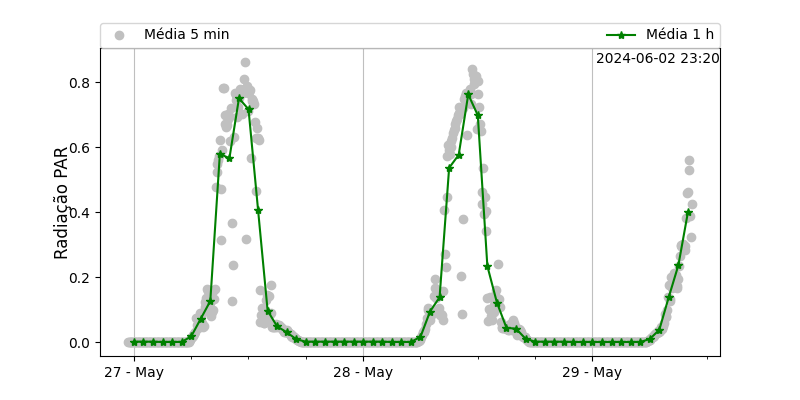 Média 5 min
Média 1 h
2024-06-02 23:20
Radiação PAR
0.8
0.6
0.4
0.2
0.0
27 - May
28 - May
29 - May